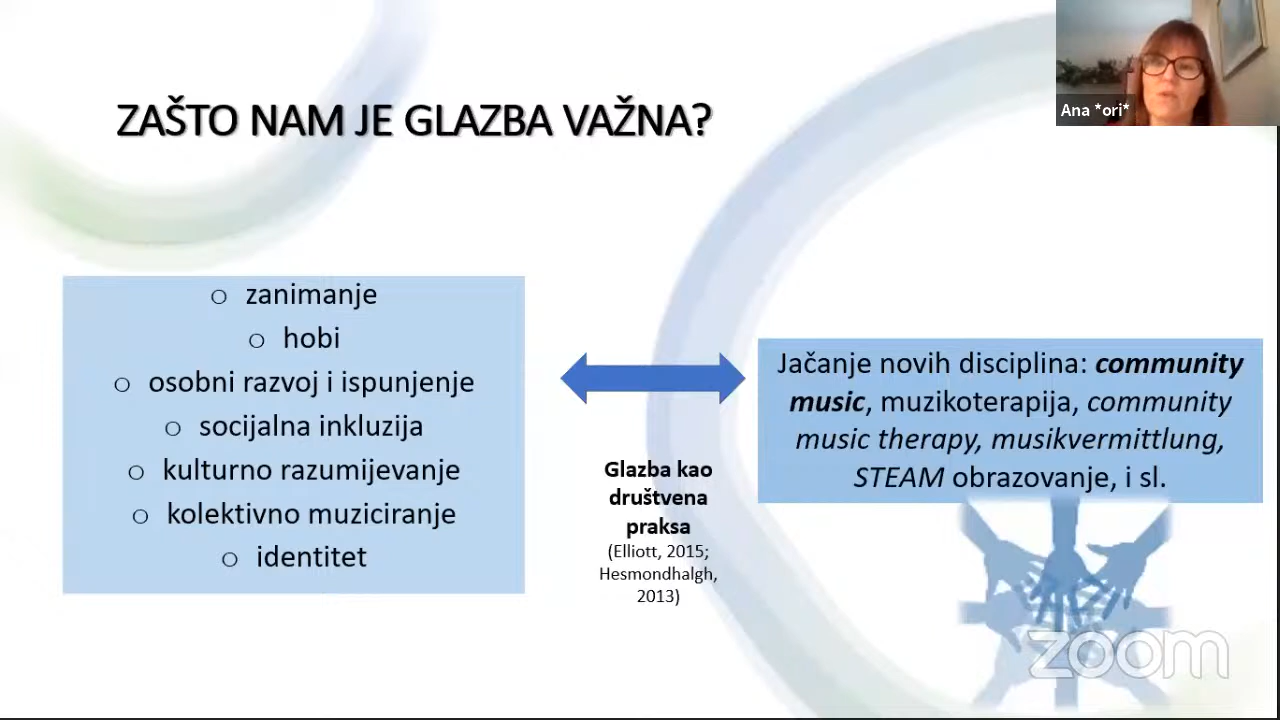 ZAŠTO NAM JE GLAZBA VAŽNA?
Ana *ori*
o zanimanje
o hobi
o osobni razvoj i ispunjenje
o socijalna inkluzija
o kulturno razumijevanje
o kolektivno muziciranje
o identitet
Glazba kao
društvena
praksa
(Elliott, 2015;
Hesmondhalgh,
2013)
Jačanje novih disciplina: community
music, muzikoterapija, community
music therapy, musikvermittlung,
STEAM obrazovanje, i sl.
zoom